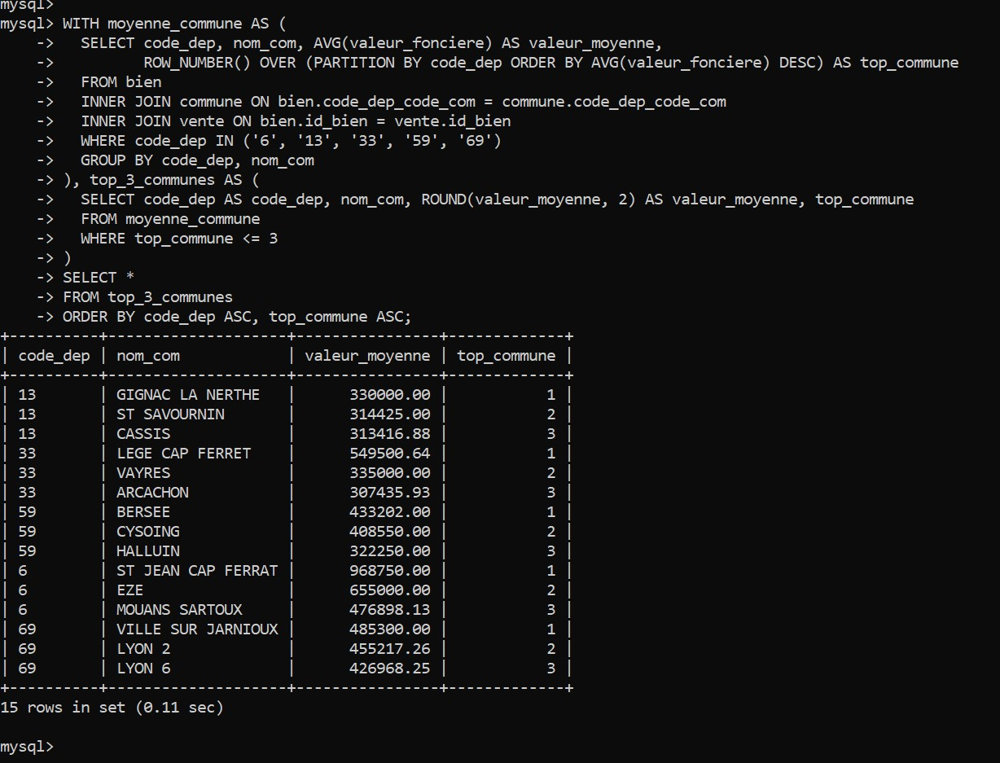 mysql>
mysql> WITH moyenne_commune AS (
    ->   SELECT code_dep, nom_com, AVG(valeur_fonciere) AS valeur_moyenne,
    ->          ROW_NUMBER() OVER (PARTITION BY code_dep ORDER BY AVG(valeur_fonciere) DESC) AS top_commune
    ->   FROM bien
    ->   INNER JOIN commune ON bien.code_dep_code_com = commune.code_dep_code_com
    ->   INNER JOIN vente ON bien.id_bien = vente.id_bien
    ->   WHERE code_dep IN ('6', '13', '33', '59', '69')
    ->   GROUP BY code_dep, nom_com
    -> ), top_3_communes AS (
    ->   SELECT code_dep AS code_dep, nom_com, ROUND(valeur_moyenne, 2) AS valeur_moyenne, top_commune
    ->   FROM moyenne_commune
    ->   WHERE top_commune <= 3
    -> )
    -> SELECT *
    -> FROM top_3_communes
    -> ORDER BY code_dep ASC, top_commune ASC;
+----------+--------------------+----------------+-------------+
| code_dep | nom_com            | valeur_moyenne | top_commune |
+----------+--------------------+----------------+-------------+
| 13       | GIGNAC LA NERTHE   |      330000.00 |           1 |
| 13       | ST SAVOURNIN       |      314425.00 |           2 |
| 13       | CASSIS             |      313416.88 |           3 |
| 33       | LEGE CAP FERRET    |      549500.64 |           1 |
| 33       | VAYRES             |      335000.00 |           2 |
| 33       | ARCACHON           |      307435.93 |           3 |
| 59       | BERSEE             |      433202.00 |           1 |
| 59       | CYSOING            |      408550.00 |           2 |
| 59       | HALLUIN            |      322250.00 |           3 |
| 6        | ST JEAN CAP FERRAT |      968750.00 |           1 |
| 6        | EZE                |      655000.00 |           2 |
| 6        | MOUANS SARTOUX     |      476898.13 |           3 |
| 69       | VILLE SUR JARNIOUX |      485300.00 |           1 |
| 69       | LYON 2             |      455217.26 |           2 |
| 69       | LYON 6             |      426968.25 |           3 |
+----------+--------------------+----------------+-------------+
15 rows in set (0.11 sec)
mysql>